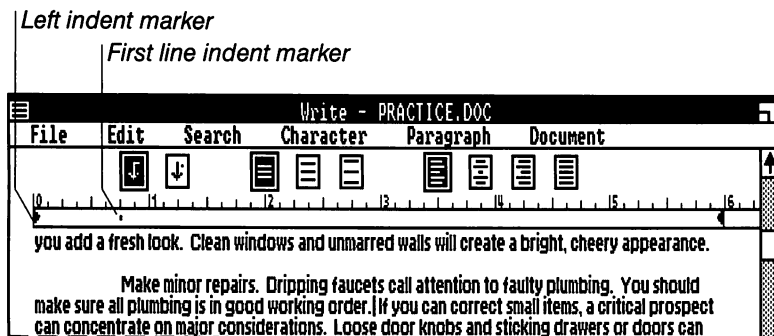 Left indent marker
First line indent marker
Write - PRACTICE.DOC
File Edit Search Character Paragraph Document
0 1 2 3 4 5 6
you add a fresh look. Clean windows and unmarred walls will create a bright, cheery appearance.
Make minor repairs. Dripping faucets call attention to faulty plumbing. You should
make sure all plumbing is in good working order. If you can correct small items, a critical prospect
can concentrate on major considerations. Loose door knobs and sticking drawers or doors can